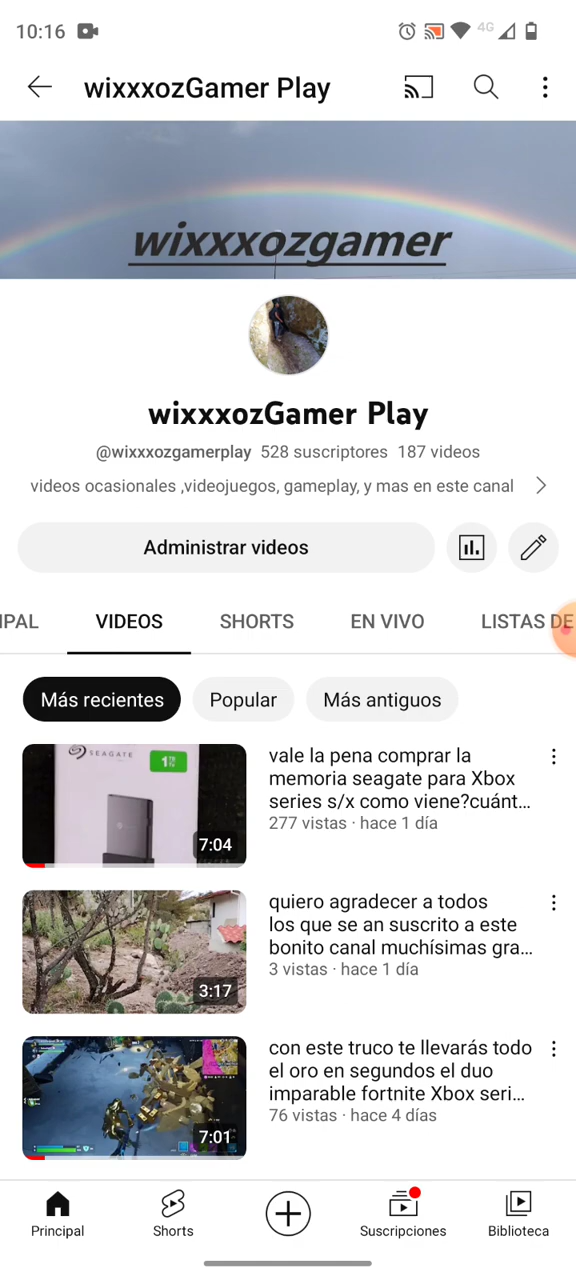 10:16
4G
wixxxozGamer Play
wixxxozgamer
wixxxozGamer Play
@wixxxozgamerplay 528 suscriptores 187 videos
videos ocasionales ,videojuegos, gameplay, y mas en este canal
Administrar videos
IPAL VIDEOS SHORTS EN VIVO LISTAS DE
Más recientes Popular Más antiguos
SEAGATE
1TB
7:04
vale la pena comprar la
memoria seagate para Xbox
series s/x como viene?cuánt...
277 vistas · hace 1 día
3:17
quiero agradecer a todos
los que se an suscrito a este
bonito canal muchísimas gra...
3 vistas · hace 1 día
7:01
con este truco te llevarás todo
el oro en segundos el duo
imparable fortnite Xbox seri...
76 vistas · hace 4 días
Principal Shorts Suscripciones Biblioteca